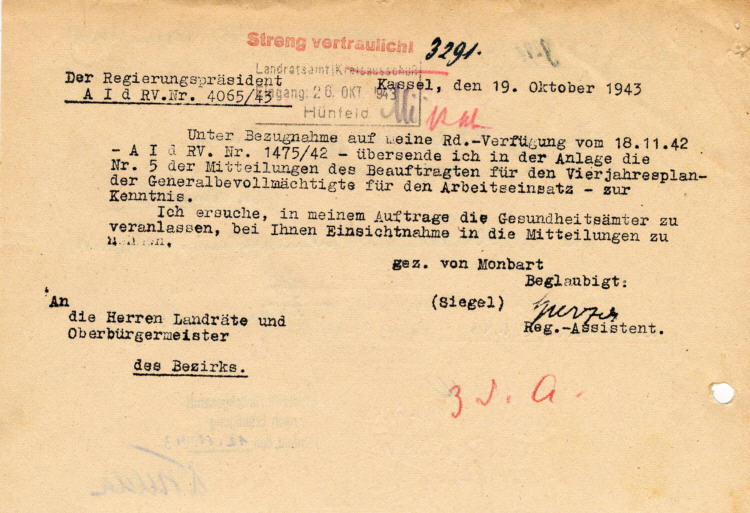 Streng vertraulich!
3291.
Landratsamt(Kreisausschuß)
Der Regierungspräsident
Kassel, den 19. Oktober 1943
A I d RV.Nr. 4065/43
Eingang: 26. OKT. 1943
Hünfeld
Unter Bezugnahme auf meine Rd.-Verfügung vom 18.11.42
- A I d RV. Nr. 1475/42 - übersende ich in der Anlage die
Nr. 5 der Mitteilungen des Beauftragten für den Vierjahresplan-
der Generalbevollmächtigte für den Arbeitseinsatz - zur
Kenntnis.
Ich ersuche, in meinem Auftrage die Gesundheitsämter zu
veranlassen, bei Ihnen Einsichtnahme in die Mitteilungen zu
nehmen.
gez. von Monbart
Beglaubigt:
(Siegel)
Reg.-Assistent.
An
die Herren Landräte und
Oberbürgermeister
des Bezirks.
z. d. A.